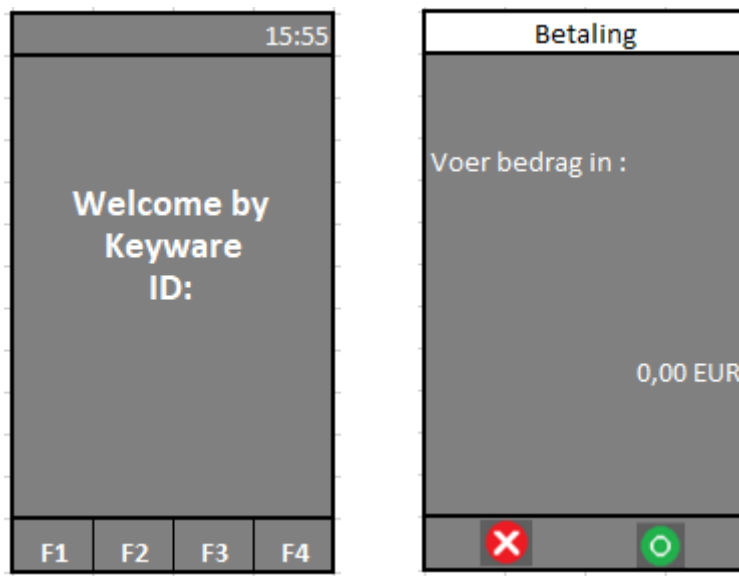 15:55
Welcome by
Keyware
ID:
F1 F2 F3 F4
Betaling
Voer bedrag in :
0,00 EUR